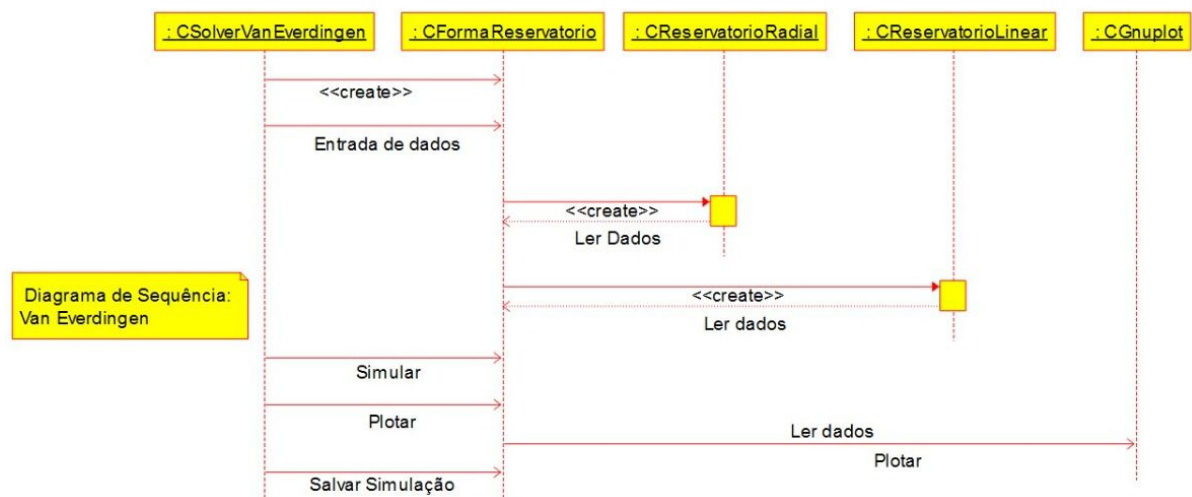 : CSolverVanEverdingen
: CFormaReservatorio
: CReservatorioRadial
: CReservatorioLinear
: CGnuplot
<<create>>
Entrada de dados
<<create>>
Ler Dados
Diagrama de Sequência:
Van Everdingen
<<create>>
Ler dados
Simular
Plotar
Ler dados
Plotar
Salvar Simulação